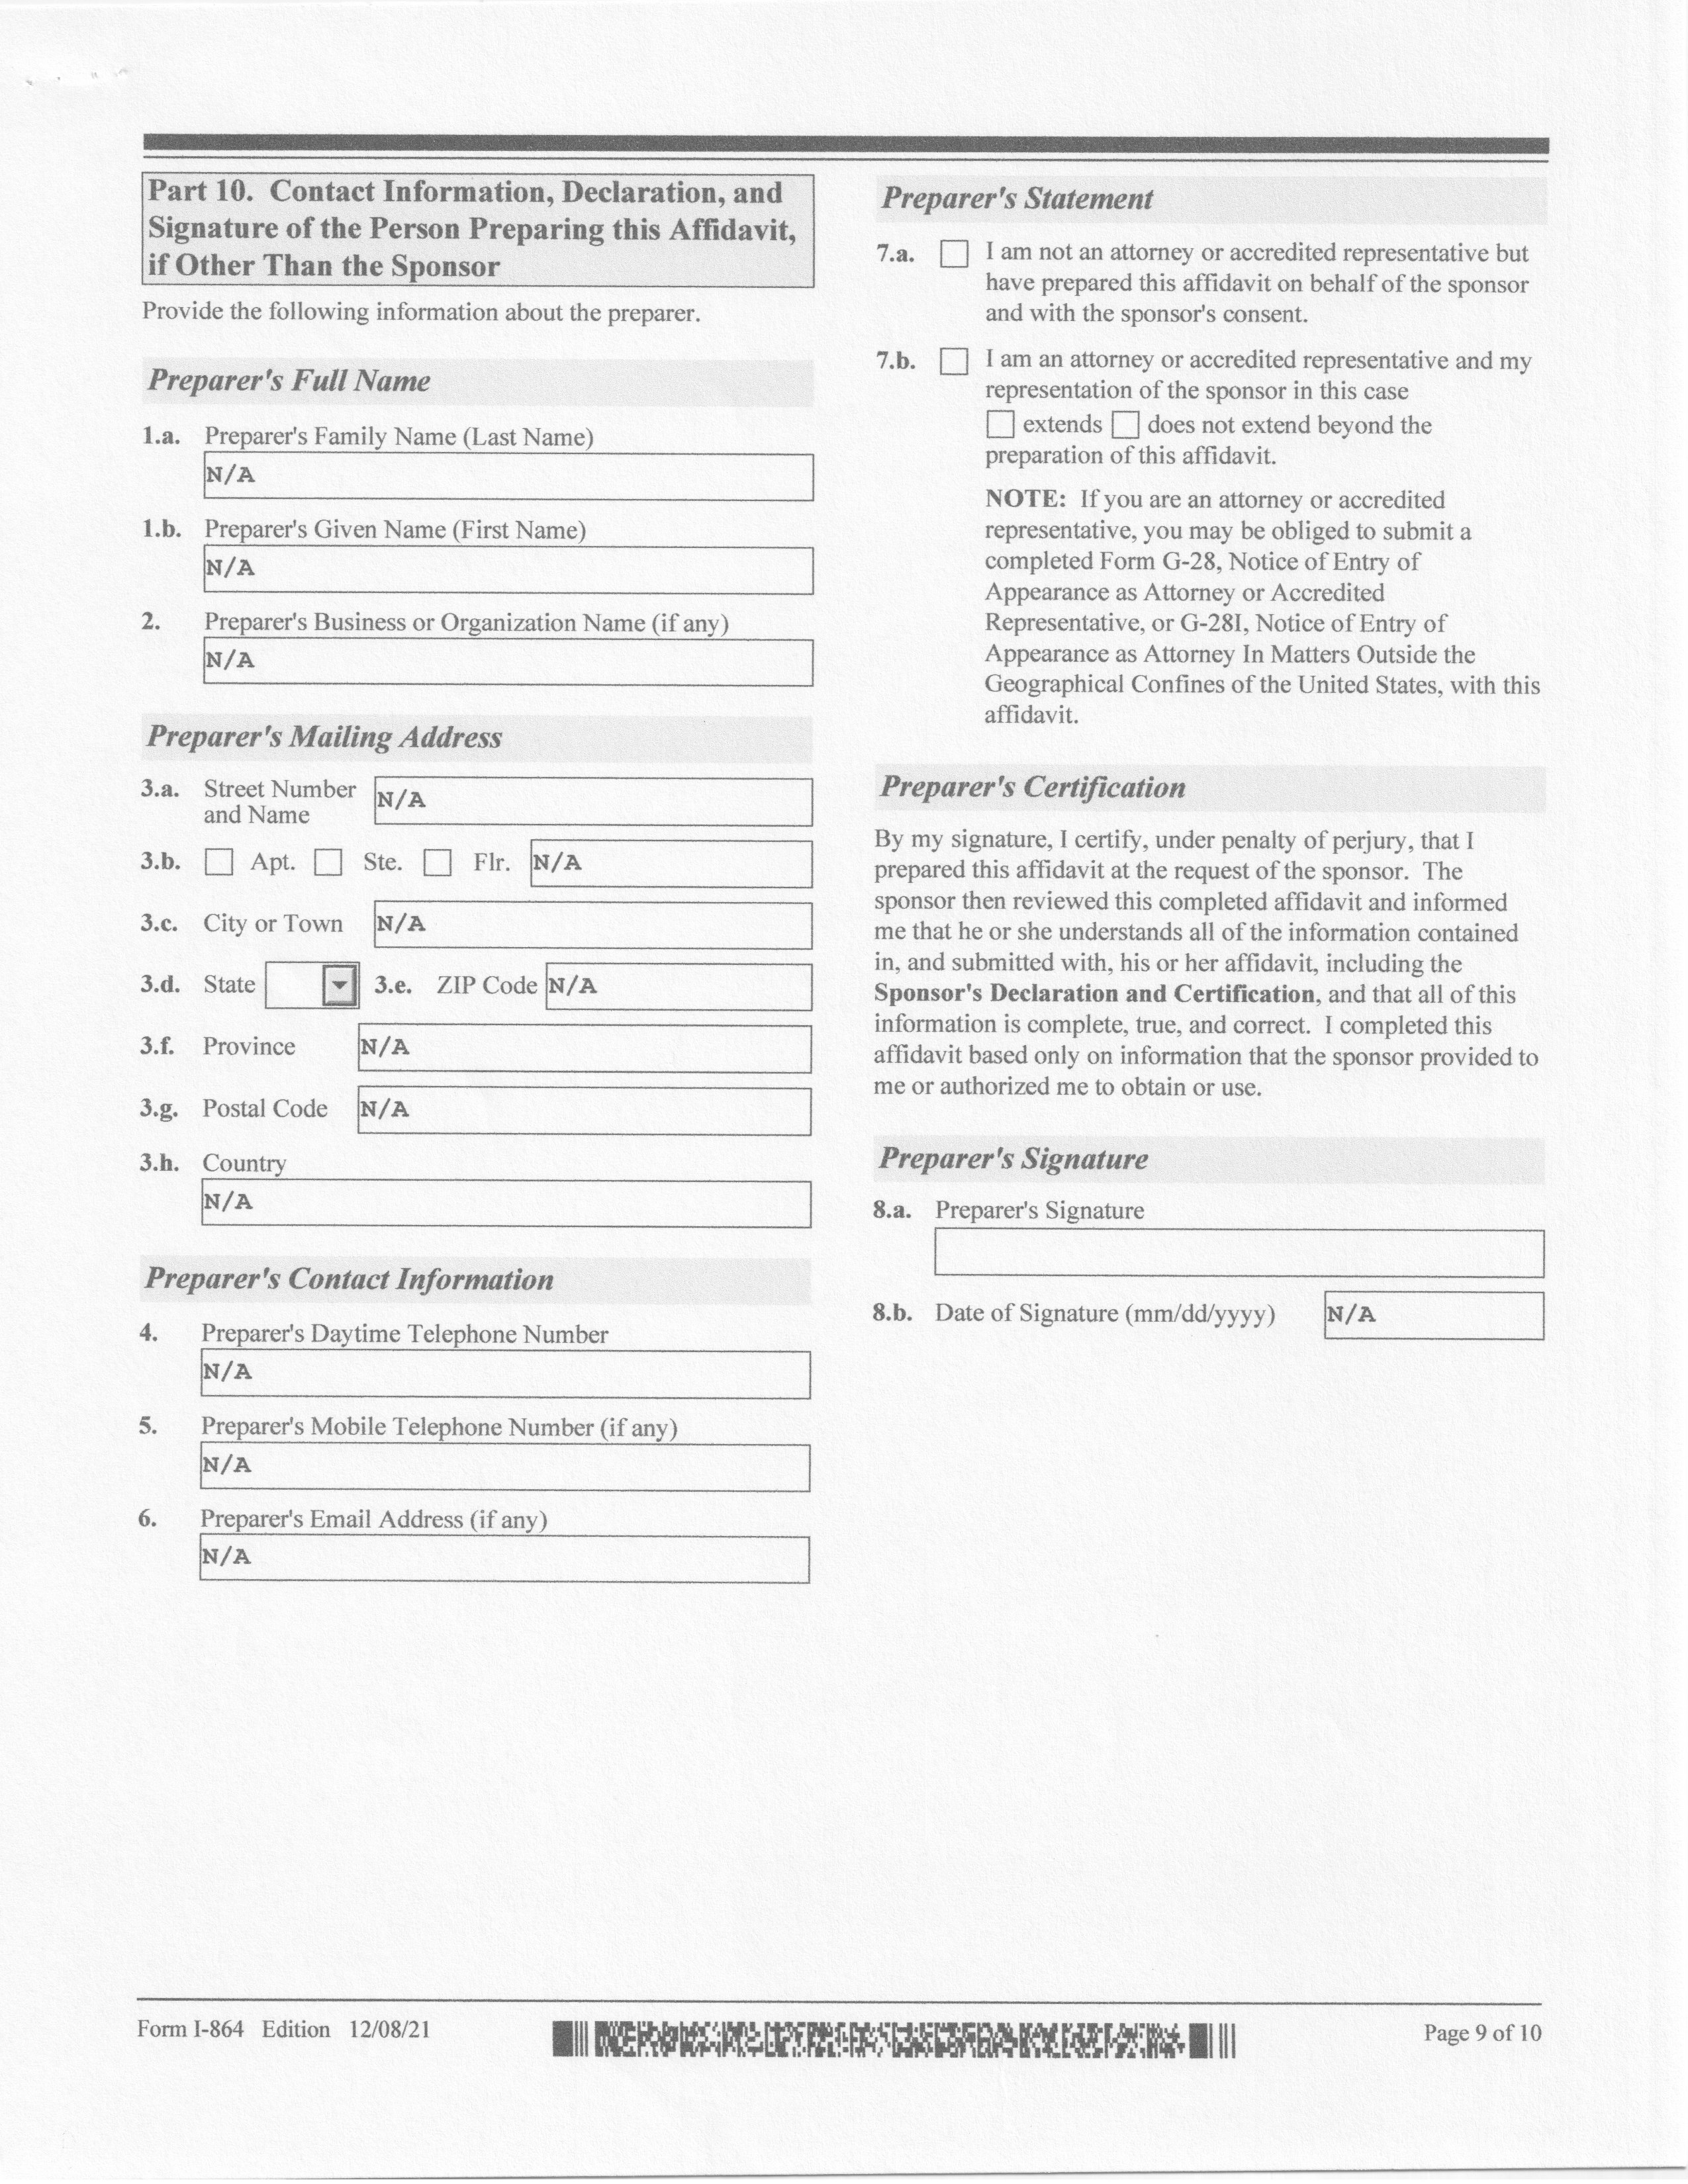 Part 10. Contact Information, Declaration, and
Signature of the Person Preparing this Affidavit,
if Other Than the Sponsor
Provide the following information about the preparer.
Preparer's Full Name
1.a. Preparer's Family Name (Last Name)
N/A
1.b. Preparer's Given Name (First Name)
N/A
2. Preparer's Business or Organization Name (if any)
N/A
Preparer's Mailing Address
3.a. Street Number
and Name
N/A
3.b. Apt. Ste. Flr. N/A
3.c. City or Town N/A
3.d. State 3.e. ZIP Code N/A
3.f. Province N/A
3.g. Postal Code N/A
3.h. Country
N/A
Preparer's Contact Information
4. Preparer's Daytime Telephone Number
N/A
5. Preparer's Mobile Telephone Number (if any)
N/A
6. Preparer's Email Address (if any)
N/A
Preparer's Statement
7.a. I am not an attorney or accredited representative but
have prepared this affidavit on behalf of the sponsor
and with the sponsor's consent.
7.b. I am an attorney or accredited representative and my
representation of the sponsor in this case
extends does not extend beyond the
preparation of this affidavit.
NOTE: If you are an attorney or accredited
representative, you may be obliged to submit a
completed Form G-28, Notice of Entry of
Appearance as Attorney or Accredited
Representative, or G-28I, Notice of Entry of
Appearance as Attorney In Matters Outside the
Geographical Confines of the United States, with this
affidavit.
Preparer's Certification
By my signature, I certify, under penalty of perjury, that I
prepared this affidavit at the request of the sponsor. The
sponsor then reviewed this completed affidavit and informed
me that he or she understands all of the information contained
in, and submitted with, his or her affidavit, including the
Sponsor's Declaration and Certification, and that all of this
information is complete, true, and correct. I completed this
affidavit based only on information that the sponsor provided to
me or authorized me to obtain or use.
Preparer's Signature
8.a. Preparer's Signature
8.b. Date of Signature (mm/dd/yyyy) N/A
Form I-864 Edition 12/08/21
Page 9 of 10